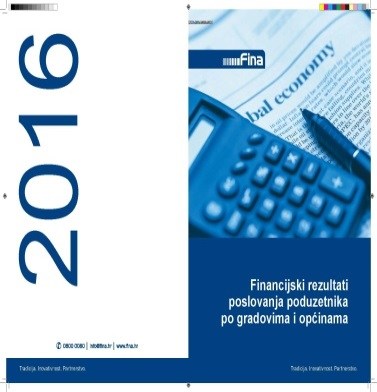 2016
0800 0080 | info@fina.hr | www.fina.hr
Tradicija. Inovativnost. Partnerstvo.
Fina
global economy
Financijski rezultati
poslovanja poduzetnika
po gradovima i općinama
Tradicija. Inovativnost. Partnerstvo.